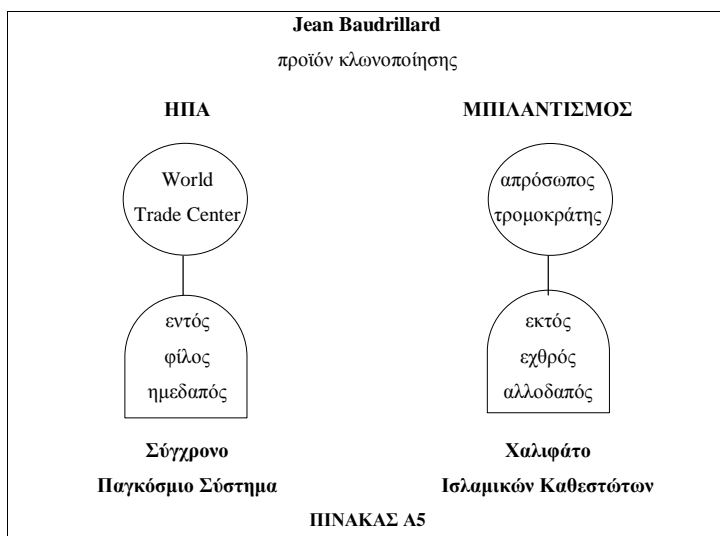 Jean Baudrillard
προϊόν κλωνοποίησης
ΗΠΑ
World
Trade Center
εντός
φίλος
ημεδαπός
Σύγχρονο
Παγκόσμιο Σύστημα
ΜΠΙΛΑΝΤΙΣΜΟΣ
απρόσωπος
τρομοκράτης
εκτός
εχθρός
αλλοδαπός
Χαλιφάτο
Ισλαμικών Καθεστώτων
ΠΙΝΑΚΑΣ Α5